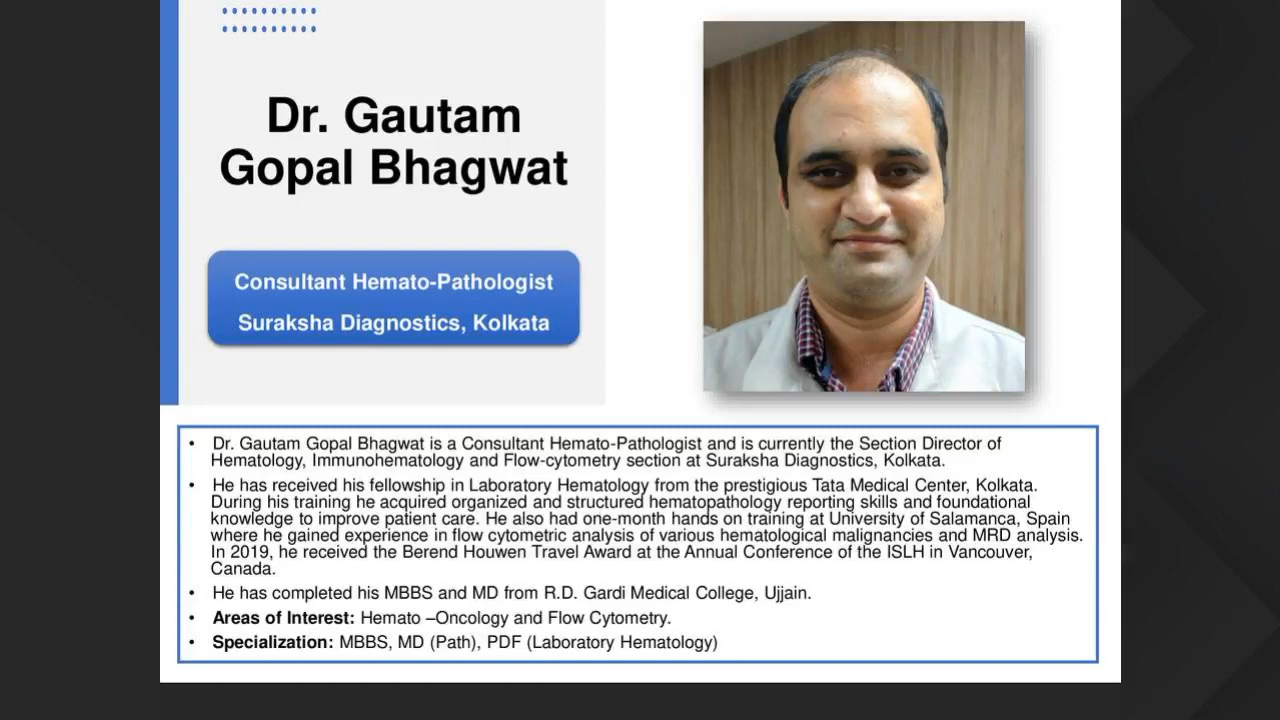 Dr. Gautam
Gopal Bhagwat
Consultant Hemato-Pathologist
Suraksha Diagnostics, Kolkata
• Dr. Gautam Gopal Bhagwat is a Consultant Hemato-Pathologist and is currently the Section Director of
Hematology, Immunohematology and Flow-cytometry section at Suraksha Diagnostics, Kolkata.
• He has received his fellowship in Laboratory Hematology from the prestigious Tata Medical Center, Kolkata.
During his training he acquired organized and structured hematopathology reporting skills and foundational
knowledge to improve patient care. He also had one-month hands on training at University of Salamanca, Spain
where he gained experience in flow cytometric analysis of various hematological malignancies and MRD analysis.
In 2019, he received the Berend Houwen Travel Award at the Annual Conference of the ISLH in Vancouver,
Canada.
• He has completed his MBBS and MD from R.D. Gardi Medical College, Ujjain.
• Areas of Interest: Hemato –Oncology and Flow Cytometry.
• Specialization: MBBS, MD (Path), PDF (Laboratory Hematology)